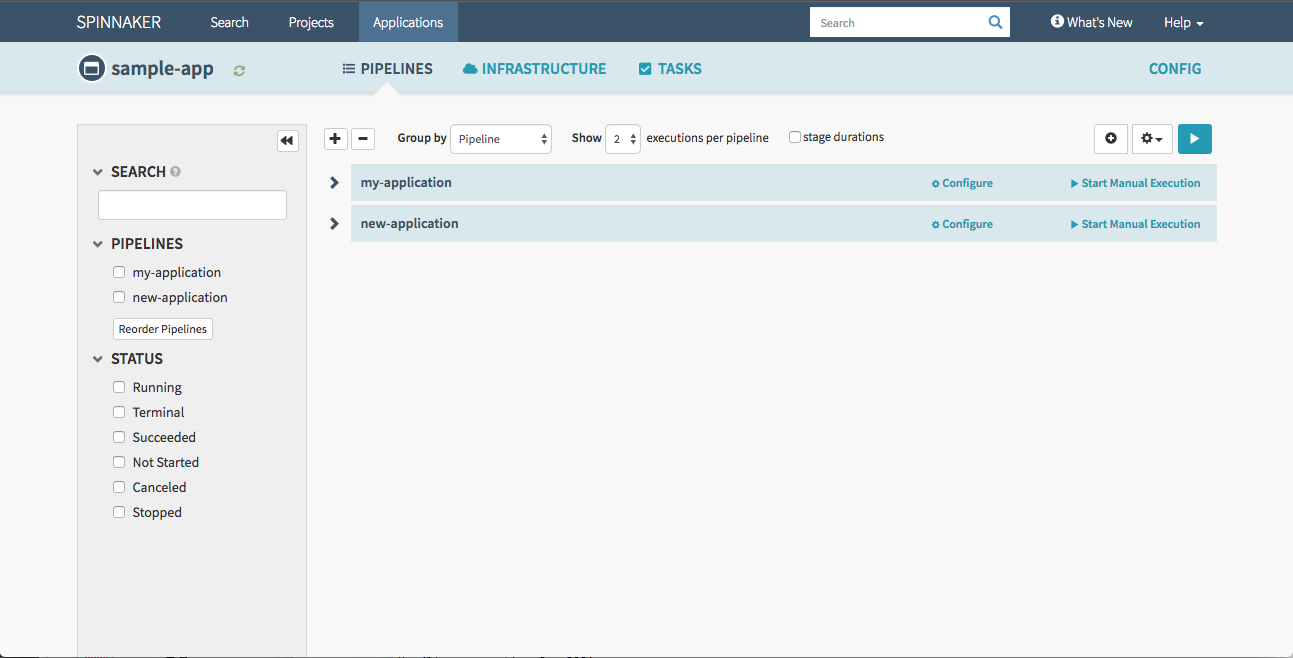 SPINNAKER Search Projects Applications Search What's New Help
sample-app PIPELINES INFRASTRUCTURE TASKS CONFIG
Group by Pipeline Show 2 executions per pipeline stage durations
SEARCH
PIPELINES
my-application
new-application
Reorder Pipelines
STATUS
Running
Terminal
Succeeded
Not Started
Canceled
Stopped
my-application Configure Start Manual Execution
new-application Configure Start Manual Execution